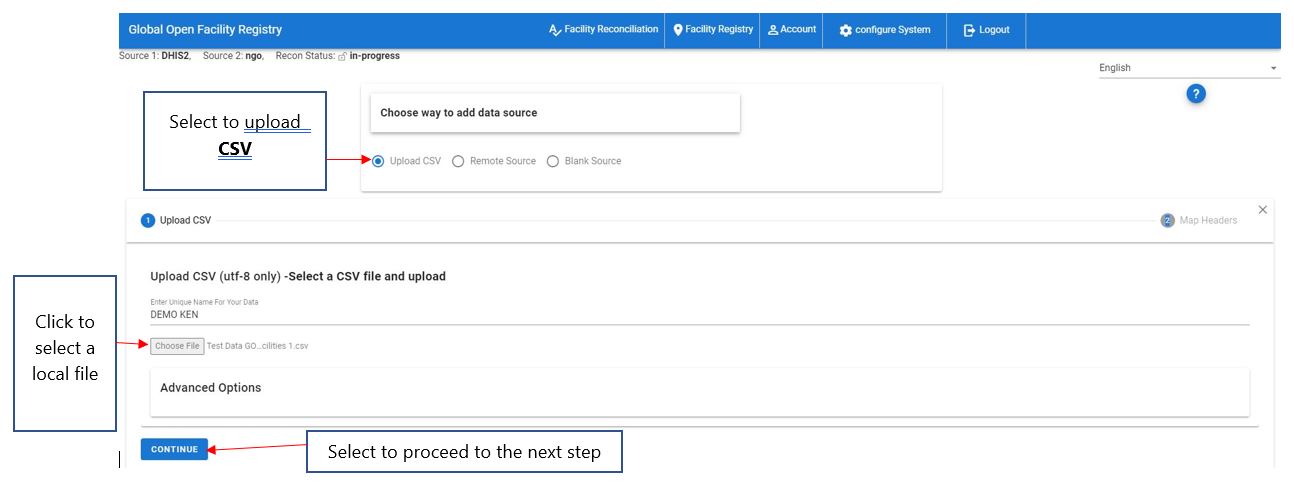 Global Open Facility Registry
Facility Reconciliation
Facility Registry
Account
configure System
Logout
Source 1: DHIS2, Source 2: ngo, Recon Status: in-progress
English
?
Choose way to add data source
Select to upload
CSV
Upload CSV
Remote Source
Blank Source
1 Upload CSV
2 Map Headers
Upload CSV (utf-8 only) -Select a CSV file and upload
Enter Unique Name For Your Data
DEMO KEN
Click to
select a
local file
Choose File Test Data GO...cilities 1.csv
Advanced Options
CONTINUE
Select to proceed to the next step